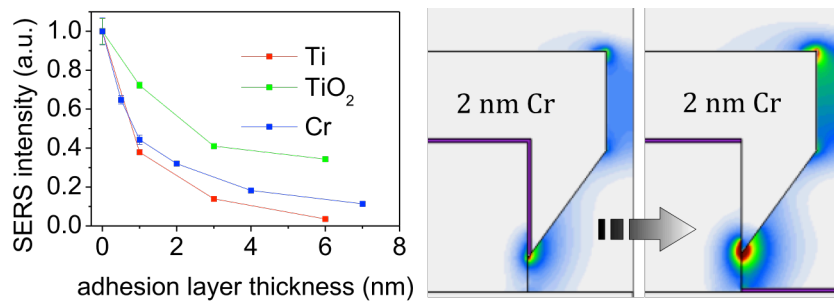 SERS intensity (a.u.)
1.0
0.8
0.6
0.4
0.2
0.0
Ti
TiO₂
Cr
0
2
4
6
8
adhesion layer thickness (nm)
2 nm Cr
2 nm Cr